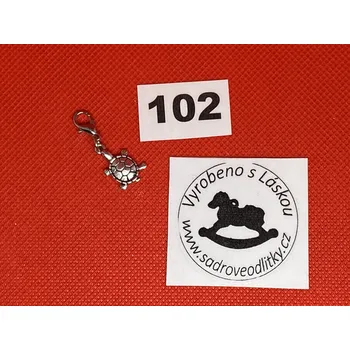 102
Vyrobeno s Láskou
www.sadroveodlitky.cz